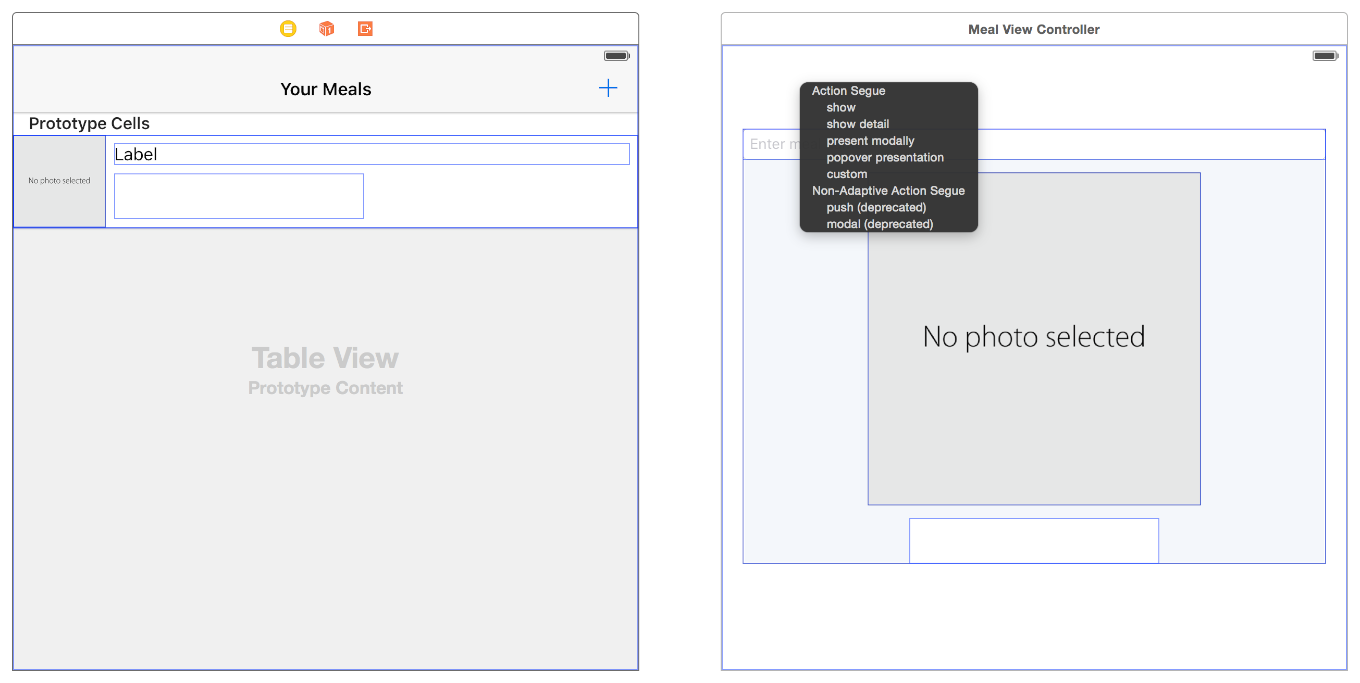 Your Meals
Prototype Cells
No photo selected
Label
Table View
Prototype Content
Meal View Controller
Action Segue
show
show detail
Enter m
present modally
popover presentation
custom
Non-Adaptive Action Segue
push (deprecated)
modal (deprecated)
No photo selected